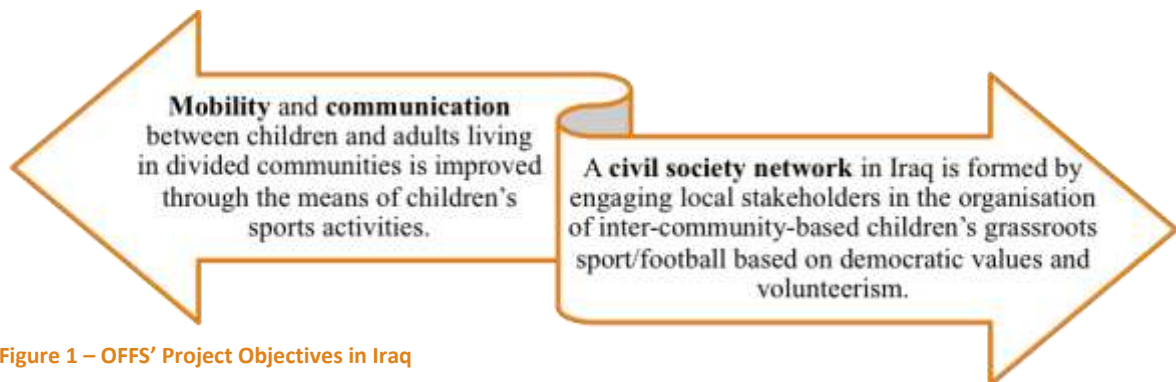 Mobility and communication
between children and adults living
in divided communities is improved
through the means of children's
sports activities.
A civil society network in Iraq is formed by
engaging local stakeholders in the organisation
of inter-community-based children's grassroots
sport/football based on democratic values and
volunteerism.
Figure 1 – OFFS' Project Objectives in Iraq